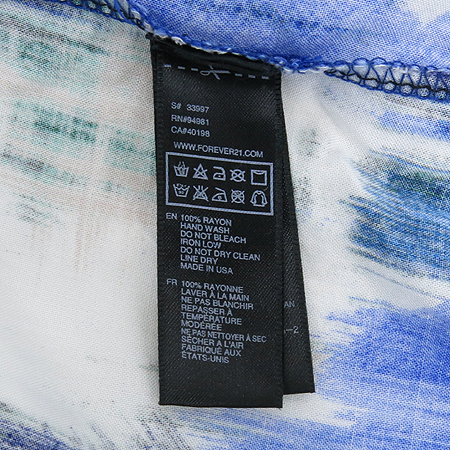 S# 33997
RN#94981
CA#40198
WWW.FOREVER21.COM
EN 100% RAYON
HAND WASH
DO NOT BLEACH
IRON LOW
DO NOT DRY CLEAN
LINE DRY
MADE IN USA
FR 100% RAYONNE
LAVER À LA MAIN
NE PAS BLANCHIR
REPASSER À
TEMPÉRATURE
MODÉRÉE
NE PAS NETTOYER À SEC
SÉCHER A L'AIR
FABRIQUÉ AUX
ÉTATS-UNIS